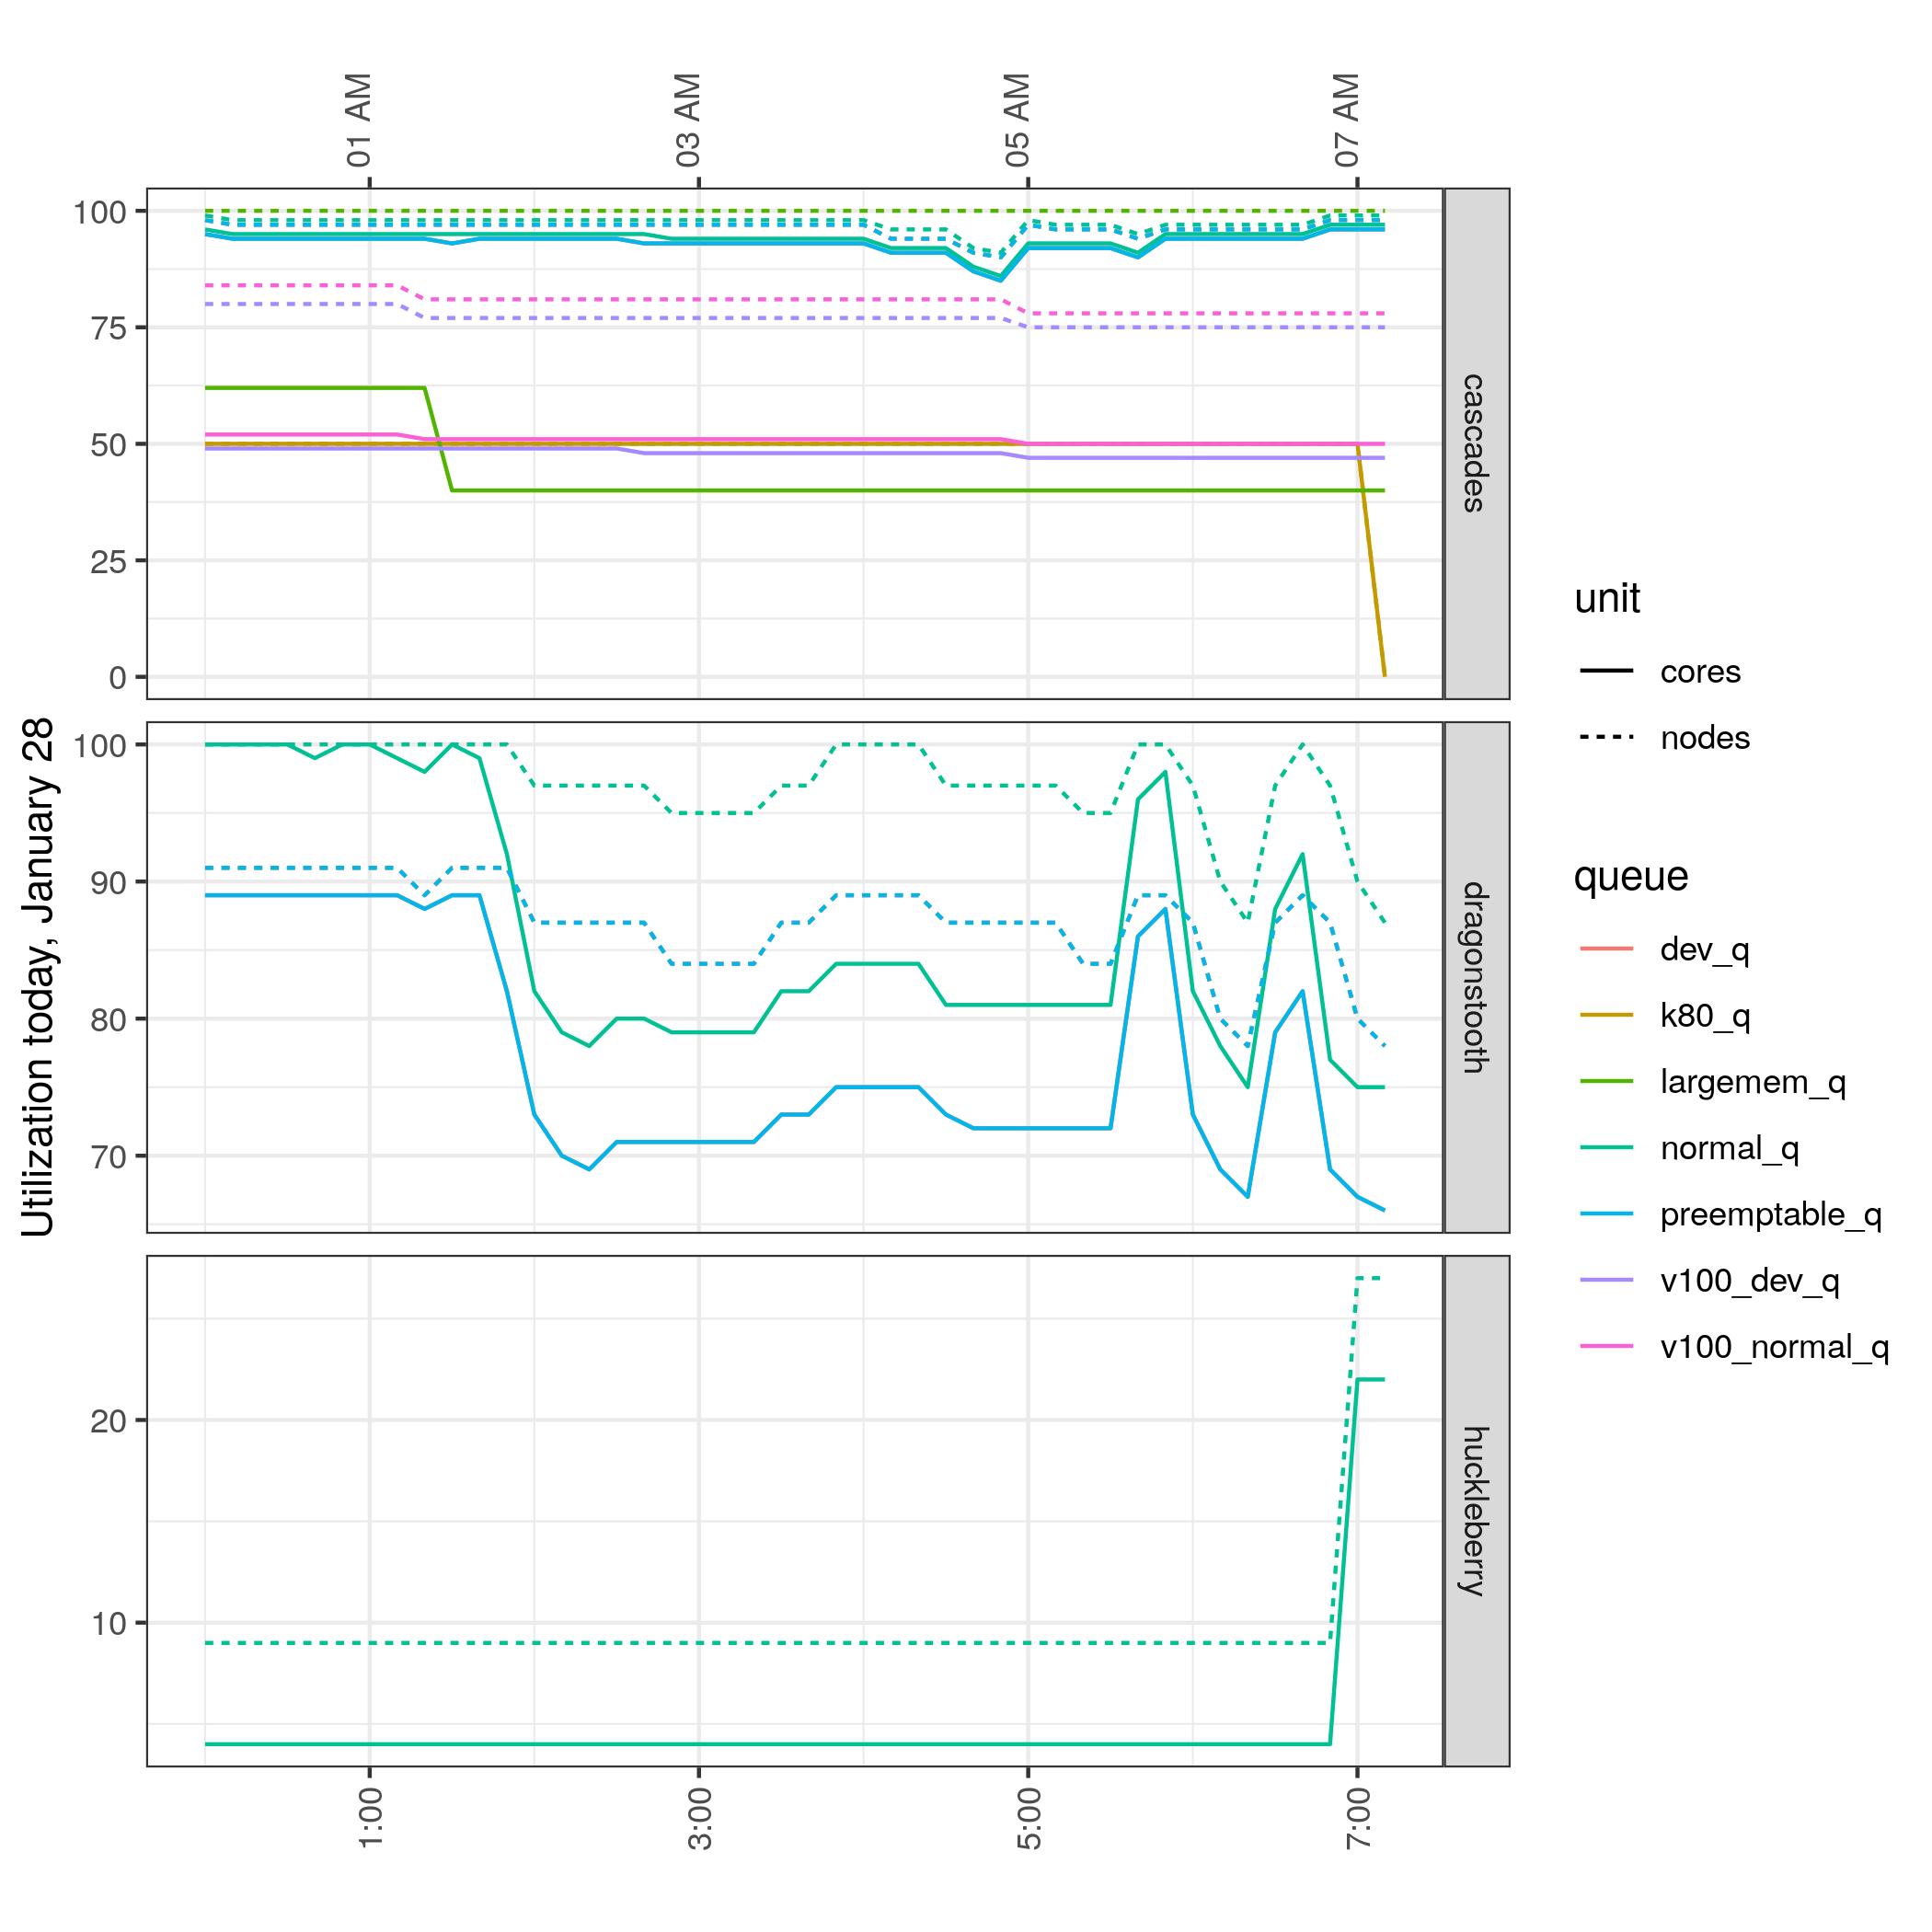 01 AM
03 AM
05 AM
07 AM
Utilization today, January 28
100
75
50
25
0
cascades
100
90
80
70
dragonstooth
20
10
huckleberry
1:00
3:00
5:00
7:00
unit
cores
nodes
queue
dev_q
k80_q
largemem_q
normal_q
preemptable_q
v100_dev_q
v100_normal_q